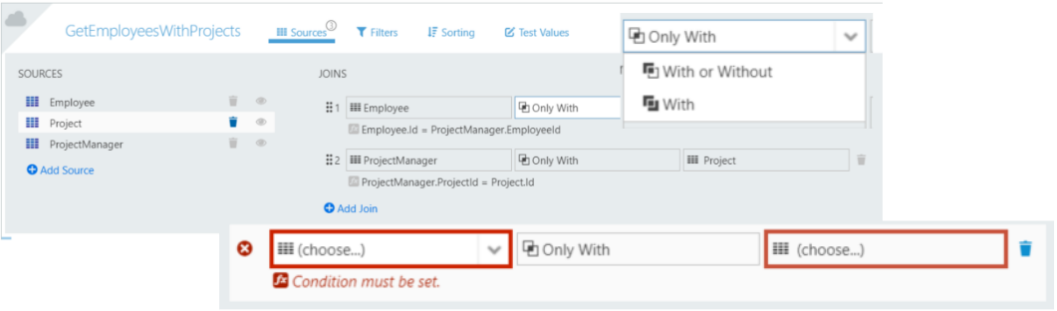 GetEmployeesWithProjects
Sources 1
Filters
Sorting
Test Values
Only With
With or Without
With
SOURCES
Employee
Project
ProjectManager
Add Source
JOINS
1 Employee Only With
Employee.Id = ProjectManager.EmployeeId
2 ProjectManager Only With Project
ProjectManager.ProjectId = Project.Id
Add Join
(choose...) Only With (choose...)
fx Condition must be set.